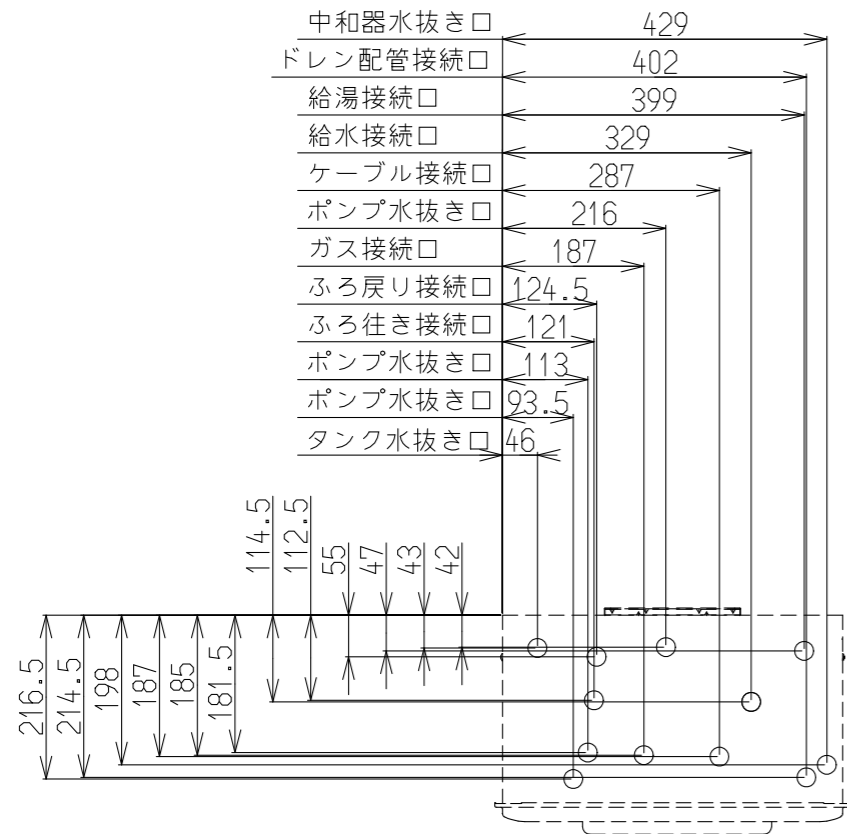 中和器水抜き口 429
ドレン配管接続口 402
給湯接続口 399
給水接続口 329
ケーブル接続口 287
ポンプ水抜き口 216
ガス接続口 187
ふろ戻り接続口 124.5
ふろ往き接続口 121
ポンプ水抜き口 113
ポンプ水抜き口 93.5
タンク水抜き口 46
114.5
112.5
55
47
43
42
216.5
214.5
198
187
185
181.5